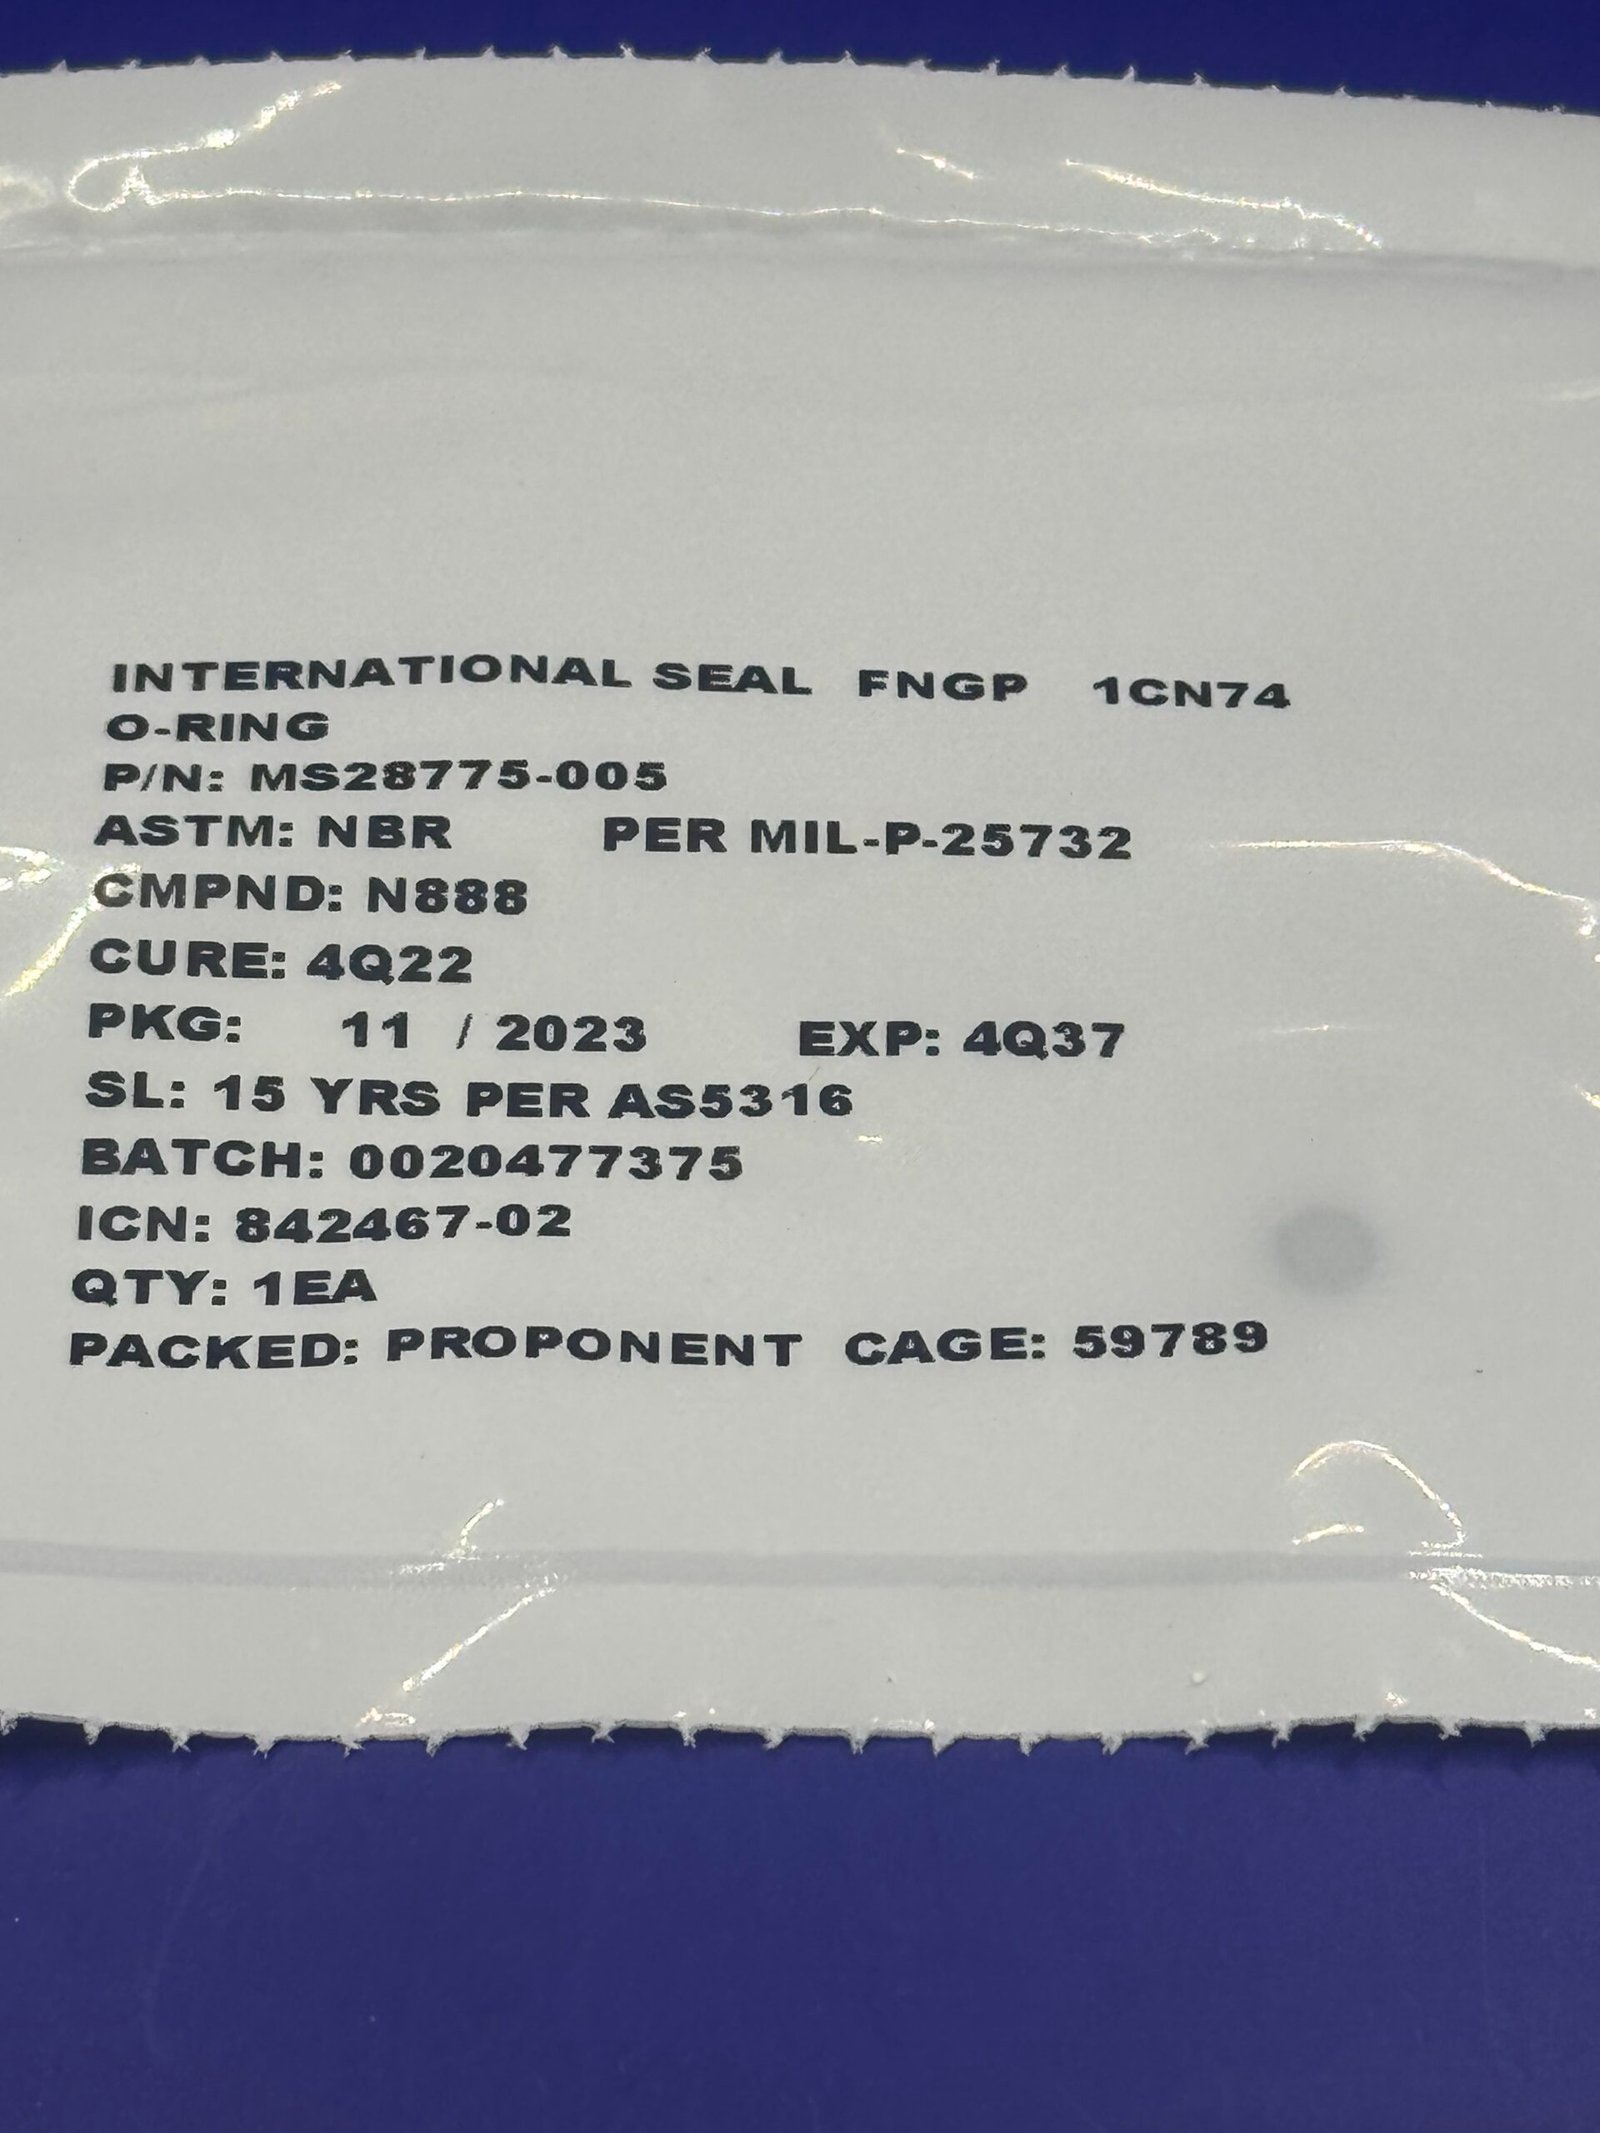 INTERNATIONAL SEAL FNGP 1CN74
O-RING
P/N: MS28775-005
ASTM: NBR PER MIL-P-25732
CMPND: N888
CURE: 4Q22
PKG: 11 / 2023 EXP: 4Q37
SL: 15 YRS PER AS5316
BATCH: 0020477375
ICN: 842467-02
QTY: 1EA
PACKED: PROPONENT CAGE: 59789